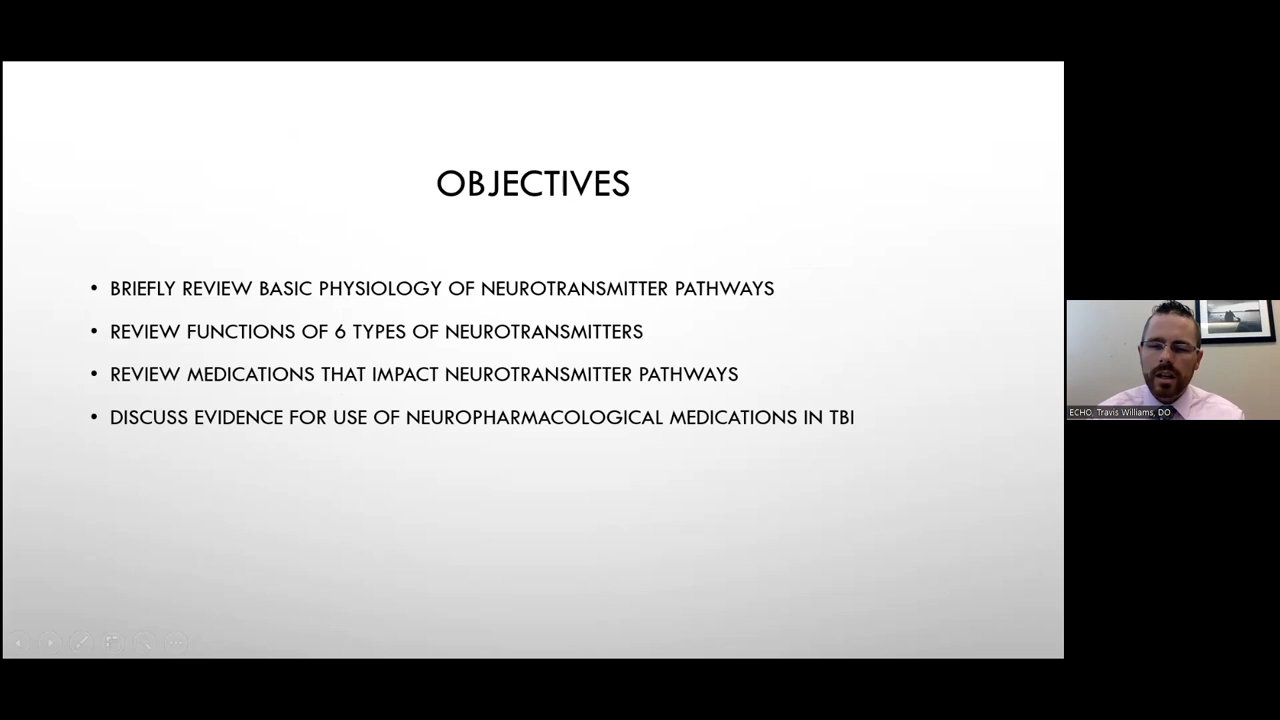 OBJECTIVES
• BRIEFLY REVIEW BASIC PHYSIOLOGY OF NEUROTRANSMITTER PATHWAYS
• REVIEW FUNCTIONS OF 6 TYPES OF NEUROTRANSMITTERS
• REVIEW MEDICATIONS THAT IMPACT NEUROTRANSMITTER PATHWAYS
• DISCUSS EVIDENCE FOR USE OF NEUROPHARMACOLOGICAL MEDICATIONS IN TBI
ECHO, Travis Williams, DO